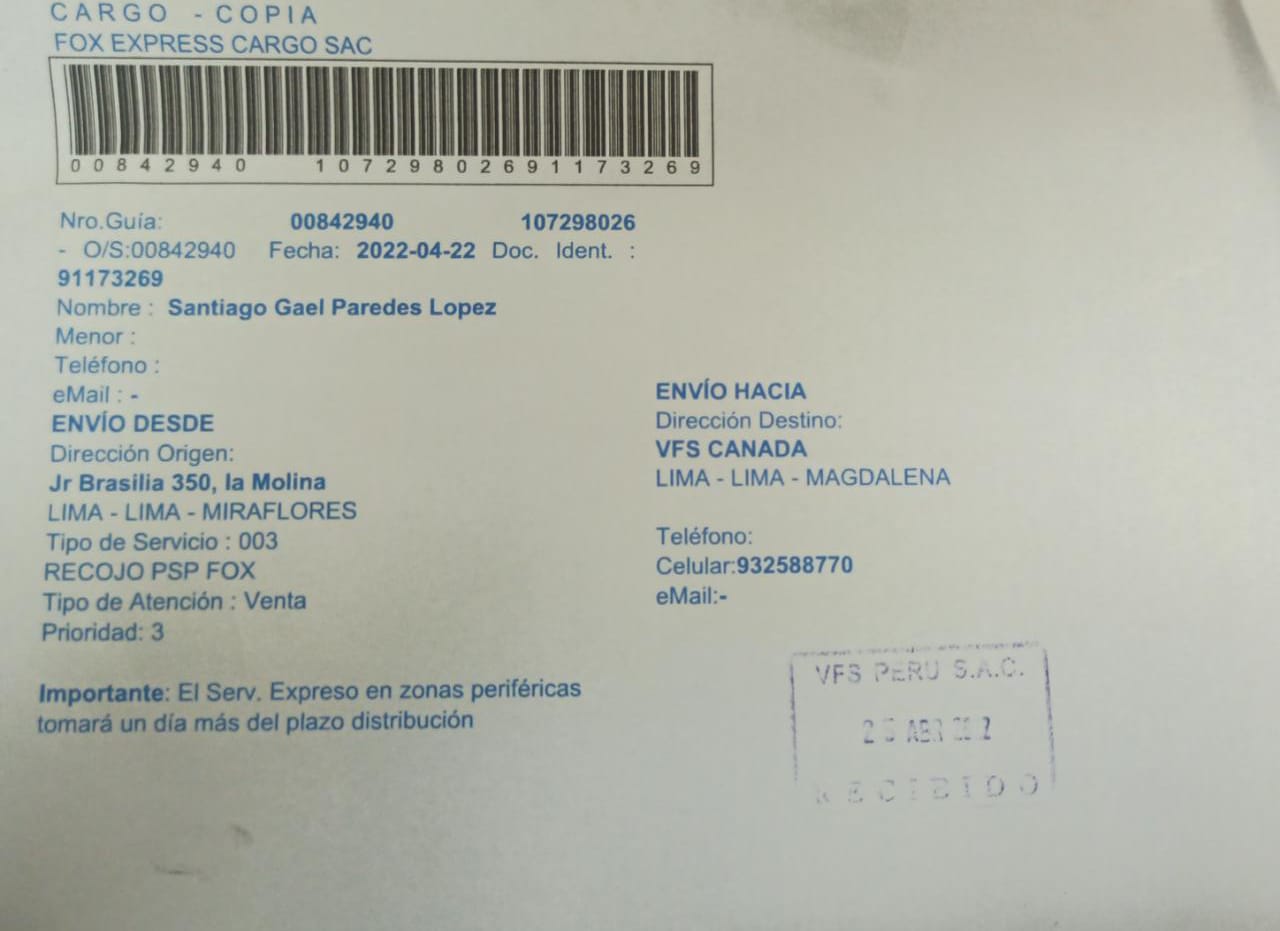 CARGO - COPIA
FOX EXPRESS CARGO SAC
00842940 10729802691173269
Nro.Guía: 00842940 107298026
- O/S:00842940 Fecha: 2022-04-22 Doc. Ident. :
91173269
Nombre : Santiago Gael Paredes Lopez
Menor :
Teléfono :
eMail : -
ENVÍO DESDE
Dirección Origen:
Jr Brasilia 350, la Molina
LIMA - LIMA - MIRAFLORES
Tipo de Servicio : 003
RECOJO PSP FOX
Tipo de Atención : Venta
Prioridad: 3
ENVÍO HACIA
Dirección Destino:
VFS CANADA
LIMA - LIMA - MAGDALENA
Teléfono:
Celular:932588770
eMail:-
Importante: El Serv. Expreso en zonas periféricas
tomará un día más del plazo distribución
VFS PERU S.A.C.
ABR
RECIBIDO